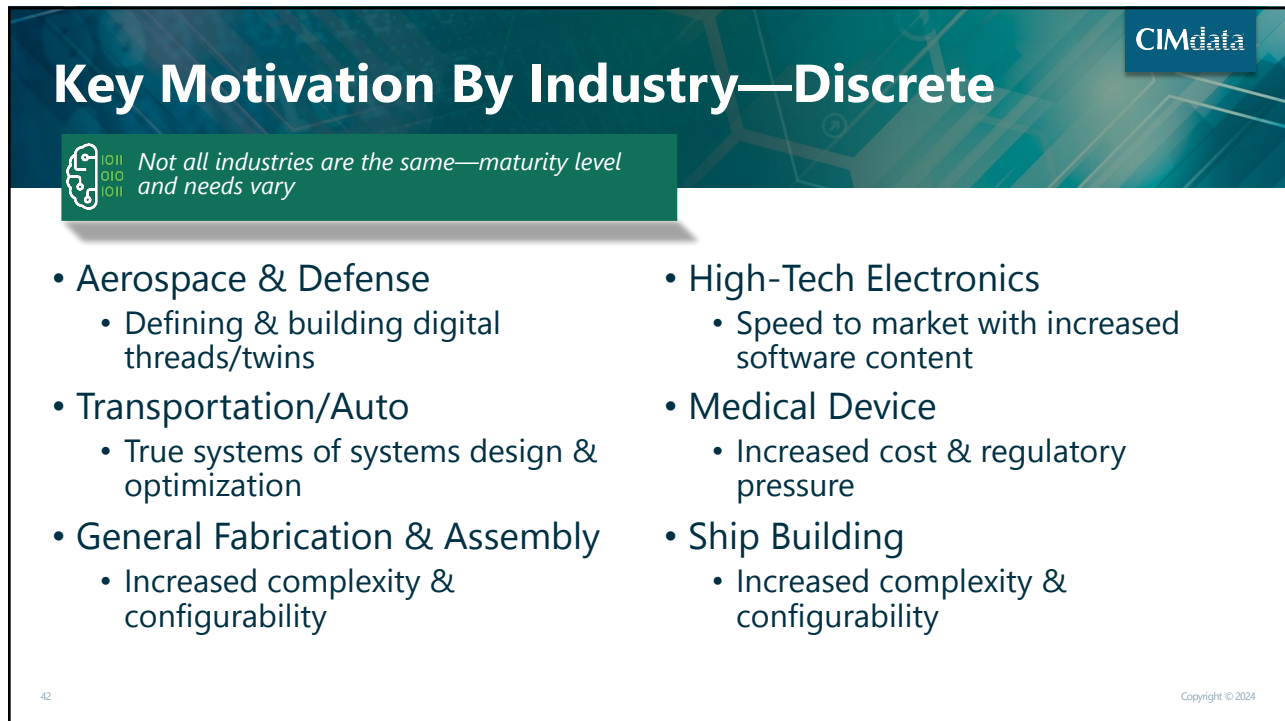 CIMdata
Key Motivation By Industry—Discrete
1011
010
1011
Not all industries are the same—maturity level
and needs vary
• Aerospace & Defense
• Defining & building digital
threads/twins
• Transportation/Auto
• True systems of systems design &
optimization
• General Fabrication & Assembly
• Increased complexity &
configurability
• High-Tech Electronics
• Speed to market with increased
software content
• Medical Device
• Increased cost & regulatory
pressure
• Ship Building
• Increased complexity &
configurability
42
Copyright © 2024